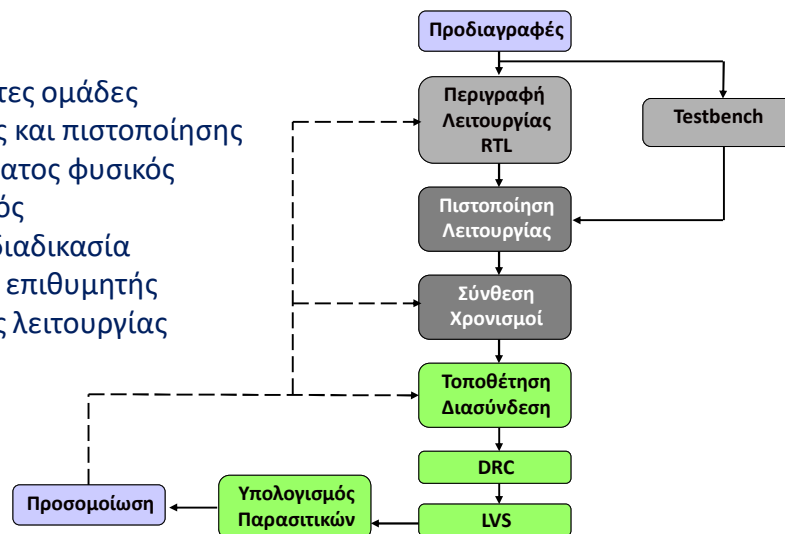 τες ομάδες
ς και πιστοποίησης
ατος φυσικός
ός
διαδικασία
επιθυμητής
ς λειτουργίας
Προδιαγραφές
Περιγραφή
Λειτουργίας
RTL
Testbench
Πιστοποίηση
Λειτουργίας
Σύνθεση
Χρονισμοί
Τοποθέτηση
Διασύνδεση
DRC
LVS
Υπολογισμός
Παρασιτικών
Προσομοίωση